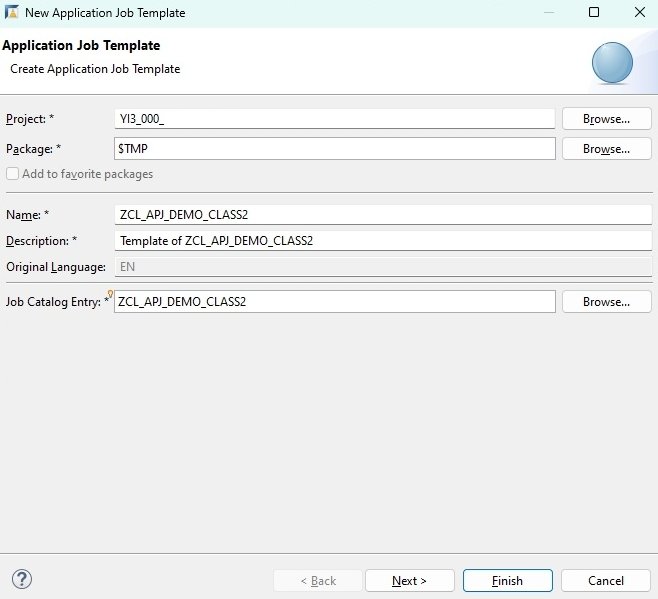 New Application Job Template
Application Job Template
Create Application Job Template
Project: * YI3_000_ Browse...
Package: * $TMP Browse...
Add to favorite packages
Name: * ZCL_APJ_DEMO_CLASS2
Description: * Template of ZCL_APJ_DEMO_CLASS2
Original Language: EN
Job Catalog Entry: * ZCL_APJ_DEMO_CLASS2 Browse...
? < Back Next > Finish Cancel